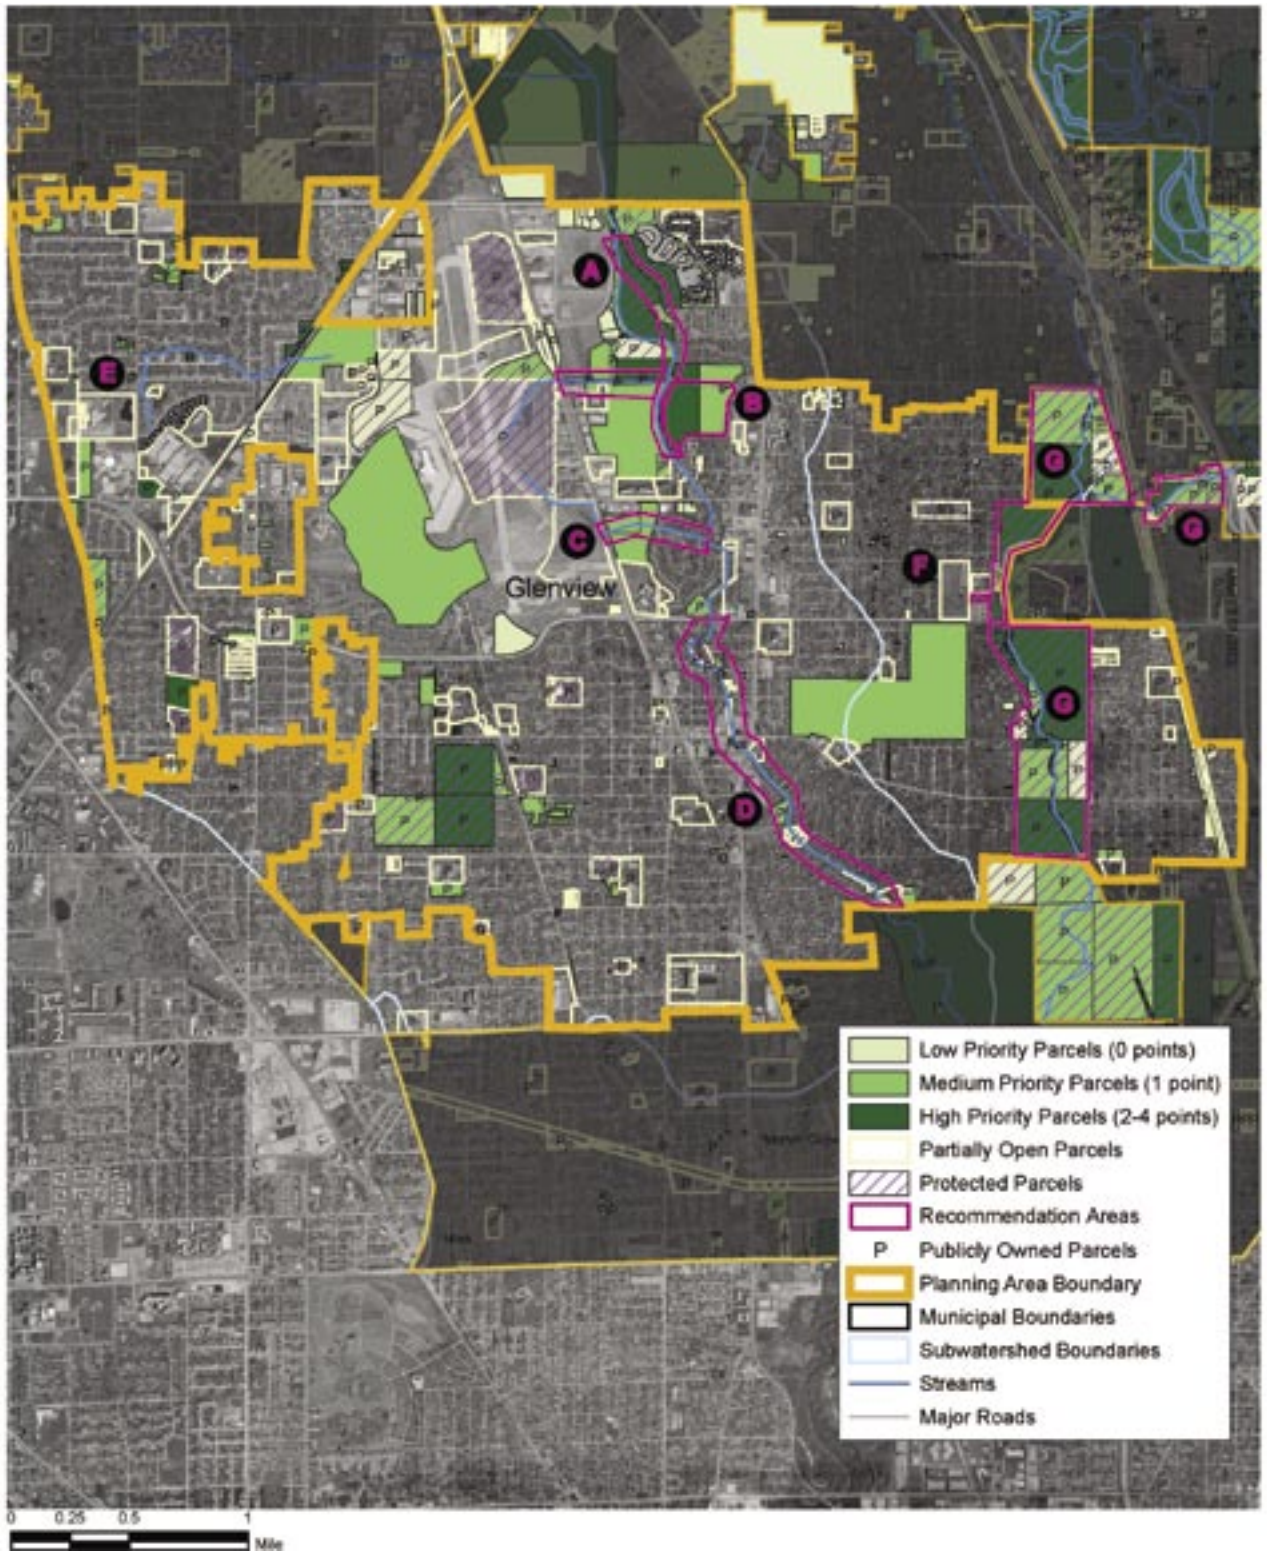 A
B
E
G
G
C
F
Glenview
G
D
Low Priority Parcels (0 points)
Medium Priority Parcels (1 point)
High Priority Parcels (2-4 points)
Partially Open Parcels
Protected Parcels
Recommendation Areas
P Publicly Owned Parcels
Planning Area Boundary
Municipal Boundaries
Subwatershed Boundaries
Streams
Major Roads
0 0.25 0.5 1
Mile